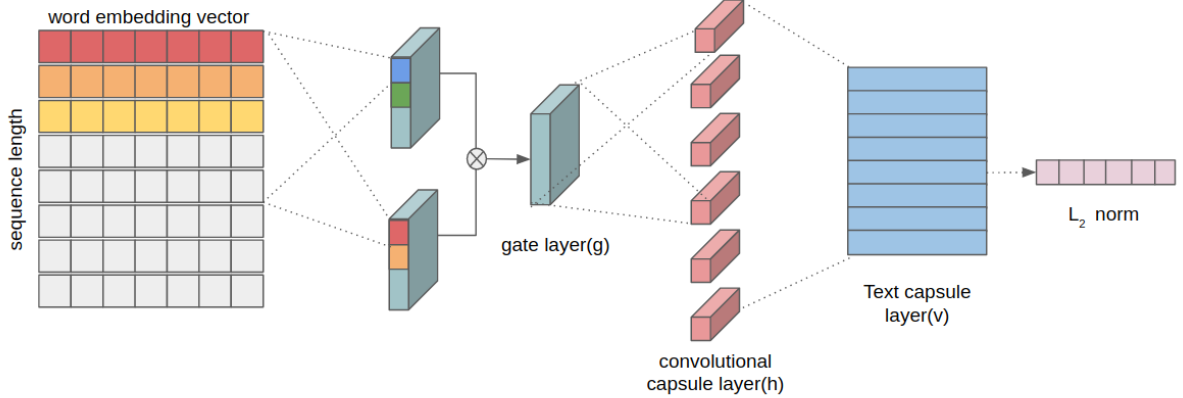 word embedding vector
sequence length
gate layer(g)
convolutional
capsule layer(h)
Text capsule
layer(v)
L₂ norm